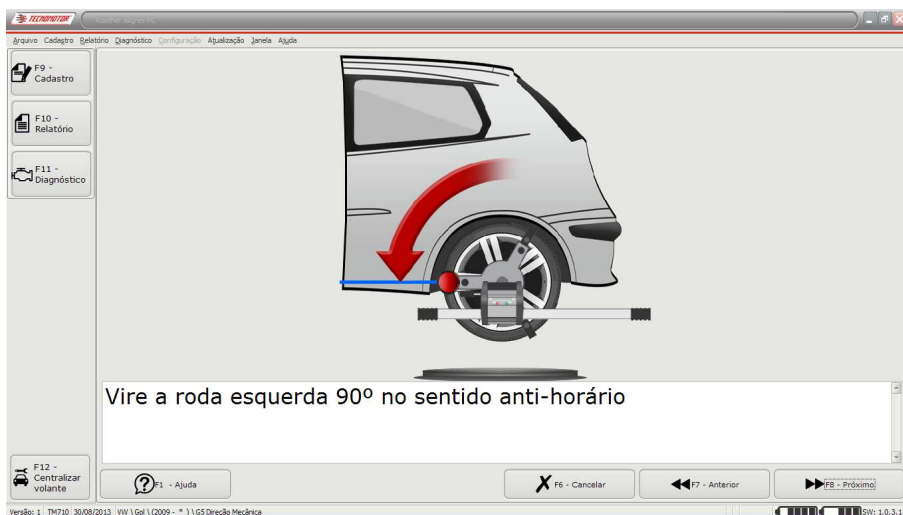 TECNOMOTOR
Arquivo Cadastro Relatório Diagnóstico Configuração Atualização Janela Ajuda
F9 -
Cadastro
F10 -
Relatório
F11 -
Diagnóstico
Vire a roda esquerda 90º no sentido anti-horário
F12 -
Centralizar
volante
F1 - Ajuda
F6 - Cancelar
F7 - Anterior
F8 - Próximo
Versão: 1 TM710 30/08/2013 VW \ Gol \ (2009 - * ) \ G5 Direção Mecânica
SW: 1.0.3.1